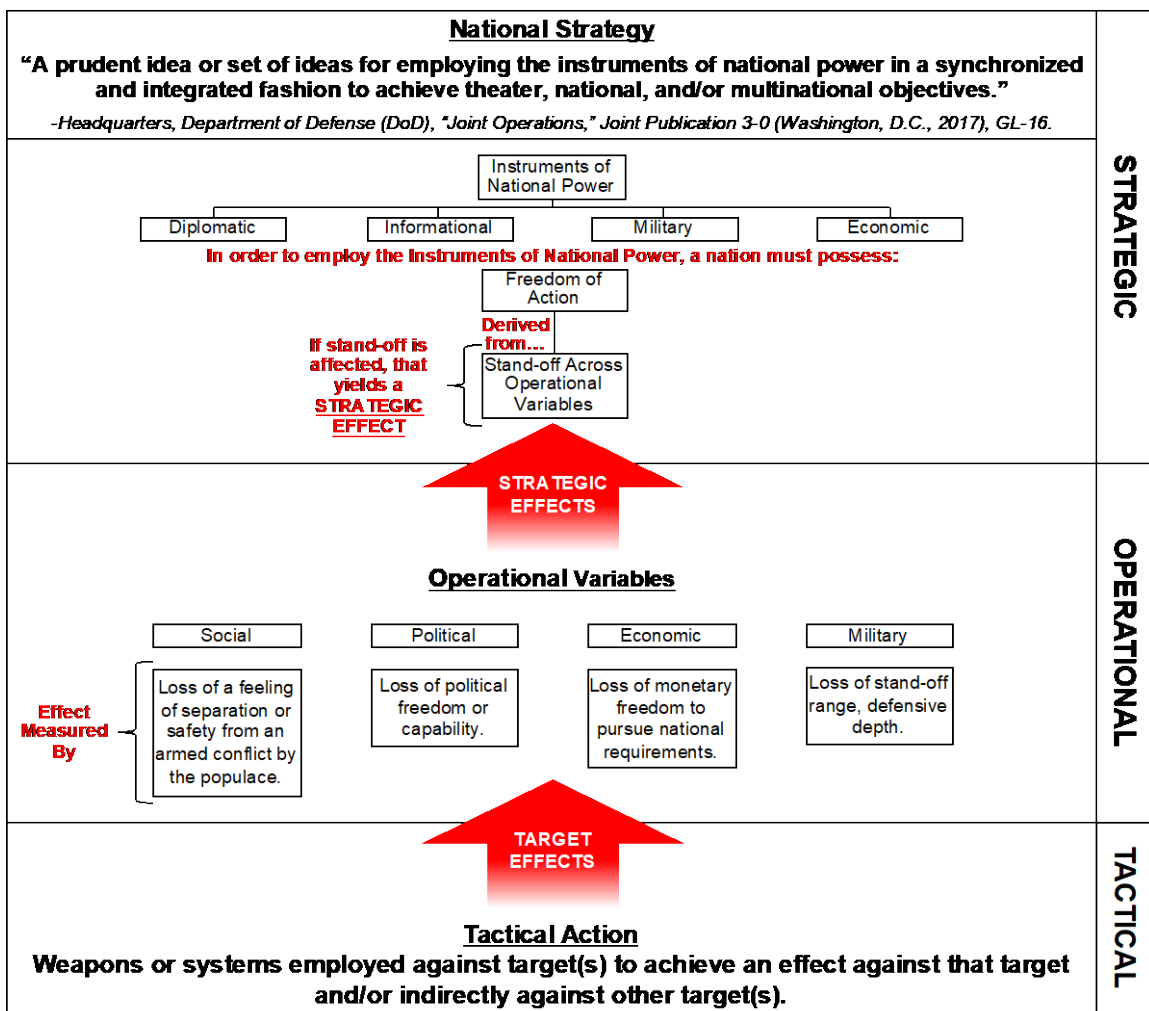 National Strategy
“A prudent idea or set of ideas for employing the instruments of national power in a synchronized
and integrated fashion to achieve theater, national, and/or multinational objectives.”
-Headquarters, Department of Defense (DoD), “Joint Operations,” Joint Publication 3-0 (Washington, D.C., 2017), GL-16.
STRATEGIC
Instruments of
National Power
Diplomatic
Informational
Military
Economic
In order to employ the Instruments of National Power, a nation must possess:
Freedom of
Action
Derived
from...
If stand-off is
affected, that
yields a
STRATEGIC
EFFECT
Stand-off Across
Operational
Variables
STRATEGIC
EFFECTS
OPERATIONAL
Operational Variables
Social
Political
Economic
Military
Effect
Measured
By
Loss of a feeling
of separation or
safety from an
armed conflict by
the populace.
Loss of political
freedom or
capability.
Loss of monetary
freedom to
pursue national
requirements.
Loss of stand-off
range, defensive
depth.
TARGET
EFFECTS
TACTICAL
Tactical Action
Weapons or systems employed against target(s) to achieve an effect against that target
and/or indirectly against other target(s).